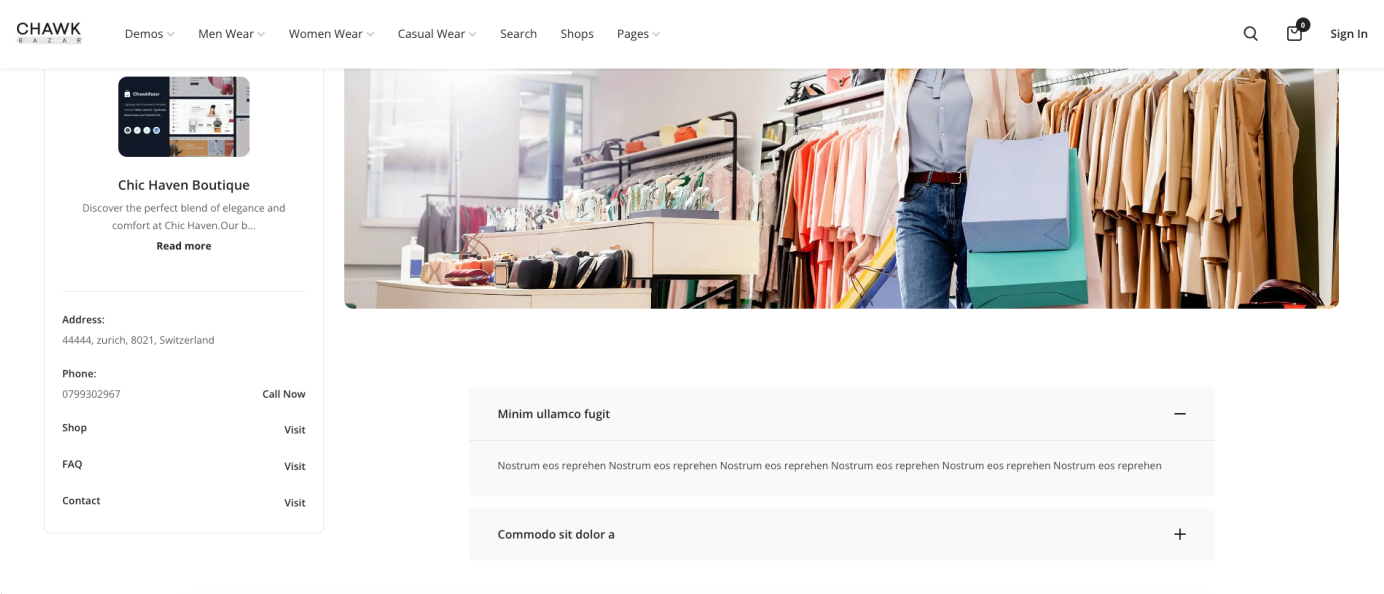 CHAWK
BAZAR
Demos
Men Wear
Women Wear
Casual Wear
Search
Shops
Pages
0
Sign In
ChawkBazar
Chic Haven Boutique
Discover the perfect blend of elegance and
comfort at Chic Haven.Our b...
Read more
Address:
44444, zurich, 8021, Switzerland
Phone:
0799302967
Call Now
Shop
Visit
FAQ
Visit
Contact
Visit
Minim ullamco fugit
Nostrum eos reprehen Nostrum eos reprehen Nostrum eos reprehen Nostrum eos reprehen Nostrum eos reprehen Nostrum eos reprehen
Commodo sit dolor a